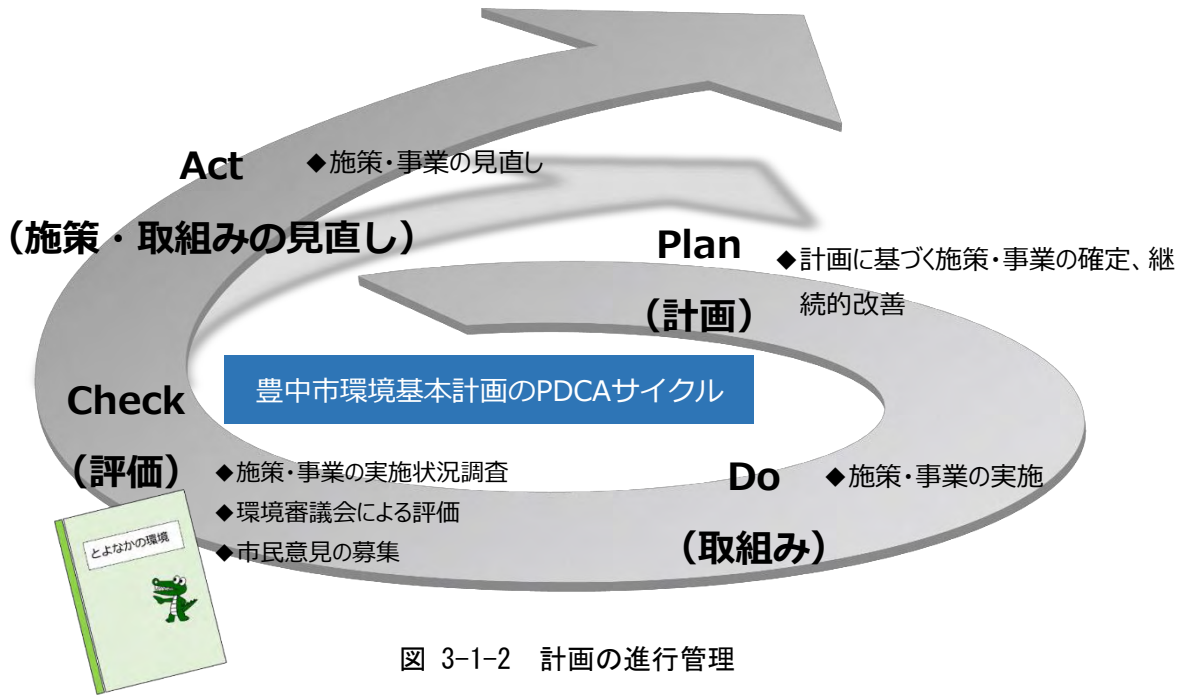 Act
◆施策・事業の見直し
（施策・取組みの見直し）
Plan
◆計画に基づく施策・事業の確定、継
続的改善
（計画）
豊中市環境基本計画のPDCAサイクル
Check
（評価）
◆施策・事業の実施状況調査
◆環境審議会による評価
◆市民意見の募集
Do
◆施策・事業の実施
（取組み）
とよなかの環境
図 3-1-2　計画の進行管理